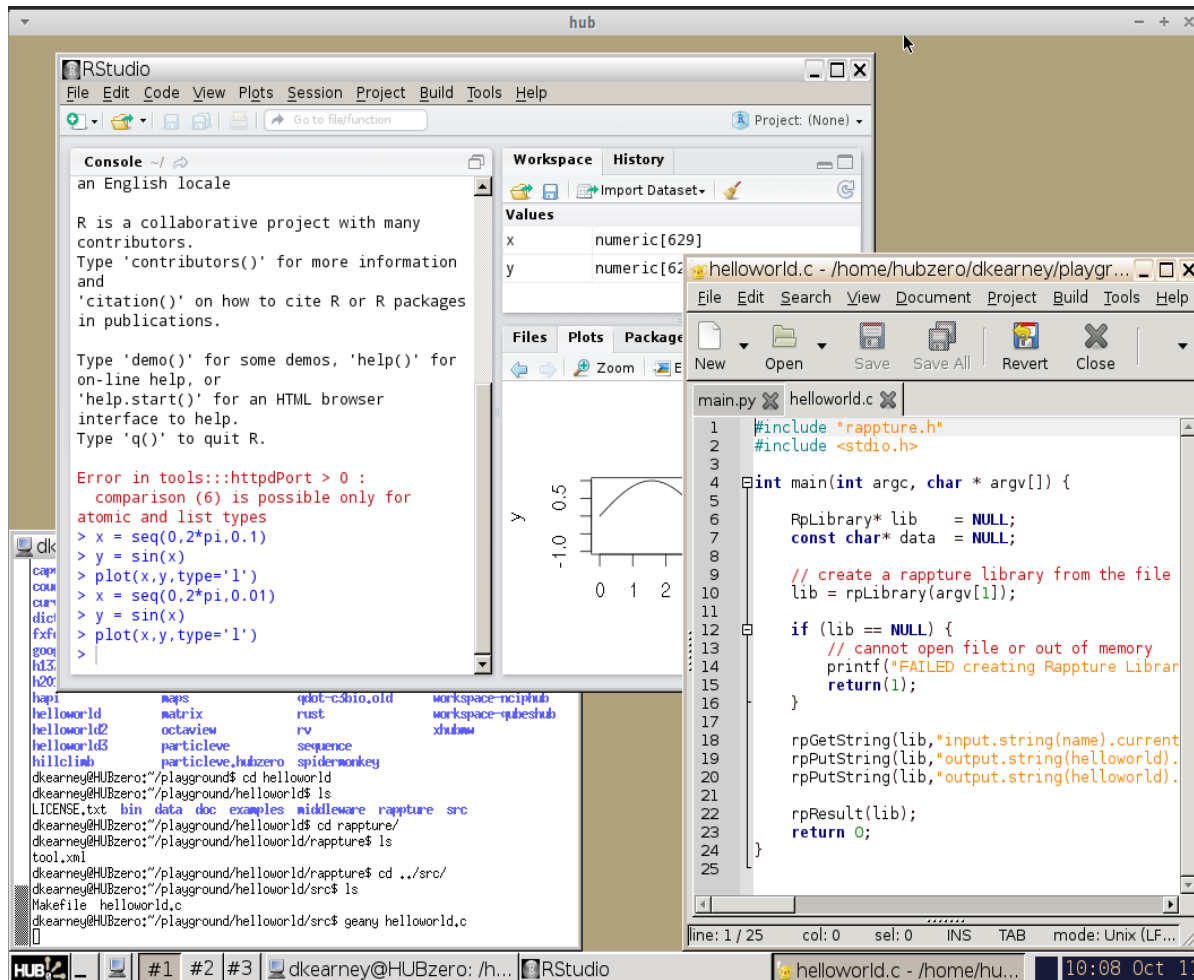 hub
RStudio
File Edit Code View Plots Session Project Build Tools Help
Go to file/function
Project: (None)
Console ~/
an English locale
R is a collaborative project with many
contributors.
Type 'contributors()' for more information
and
'citation()' on how to cite R or R packages
in publications.
Type 'demo()' for some demos, 'help()' for
on-line help, or
'help.start()' for an HTML browser
interface to help.
Type 'q()' to quit R.
Error in tools:::httpdPort > 0 :
comparison (6) is possible only for
atomic and list types
> x = seq(0,2*pi,0.1)
> y = sin(x)
> plot(x,y,type='l')
> x = seq(0,2*pi,0.01)
> y = sin(x)
> plot(x,y,type='l')
>
Workspace History
Import Dataset
Values
x numeric[629]
y numeric[62
Files Plots Package
Zoom E
y
0.5
-1.0
0 1 2
helloworld.c - /home/hubzero/dkearney/playgr...
File Edit Search View Document Project Build Tools Help
New Open Save Save All Revert Close
main.py helloworld.c
1 #include "rappture.h"
2 #include <stdio.h>
3
4 int main(int argc, char * argv[]) {
5
6 RpLibrary* lib = NULL;
7 const char* data = NULL;
8
9 // create a rappture library from the file
10 lib = rpLibrary(argv[1]);
11
12 if (lib == NULL) {
13 // cannot open file or out of memory
14 printf("FAILED creating Rappture Librar
15 return(1);
16 }
17
18 rpGetString(lib,"input.string(name).current
19 rpPutString(lib,"output.string(helloworld).
20 rpPutString(lib,"output.string(helloworld).
21
22 rpResult(lib);
23 return 0;
24 }
25
line: 1 / 25 col: 0 sel: 0 INS TAB mode: Unix (LF...
dk
hapi maps qdot-c3bio.old workspace-nciphub
helloworld matrix rust workspace-qubeshub
helloworld2 octaview rv xhubmw
helloworld3 particleve sequence
hillclimb particleve.hubzero spidermonkey
dkearney@HUBzero:~/playground$ cd helloworld
dkearney@HUBzero:~/playground/helloworld$ ls
LICENSE.txt bin data doc examples middleware rappture src
dkearney@HUBzero:~/playground/helloworld$ cd rappture/
dkearney@HUBzero:~/playground/helloworld/rappture$ ls
tool.xml
dkearney@HUBzero:~/playground/helloworld/rappture$ cd ../src/
dkearney@HUBzero:~/playground/helloworld/src$ ls
Makefile helloworld.c
dkearney@HUBzero:~/playground/helloworld/src$ geany helloworld.c
HUB #1 #2 #3 dkearney@HUBzero: /h... RStudio helloworld.c - /home/hu... 10:08 Oct 1